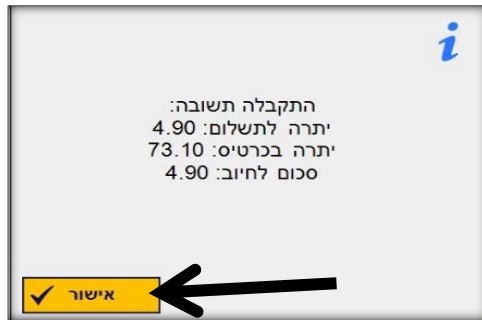 התקבלה תשובה:
יתרה לתשלום: 4.90
יתרה בכרטיס: 73.10
סכום לחיוב: 4.90
אישור